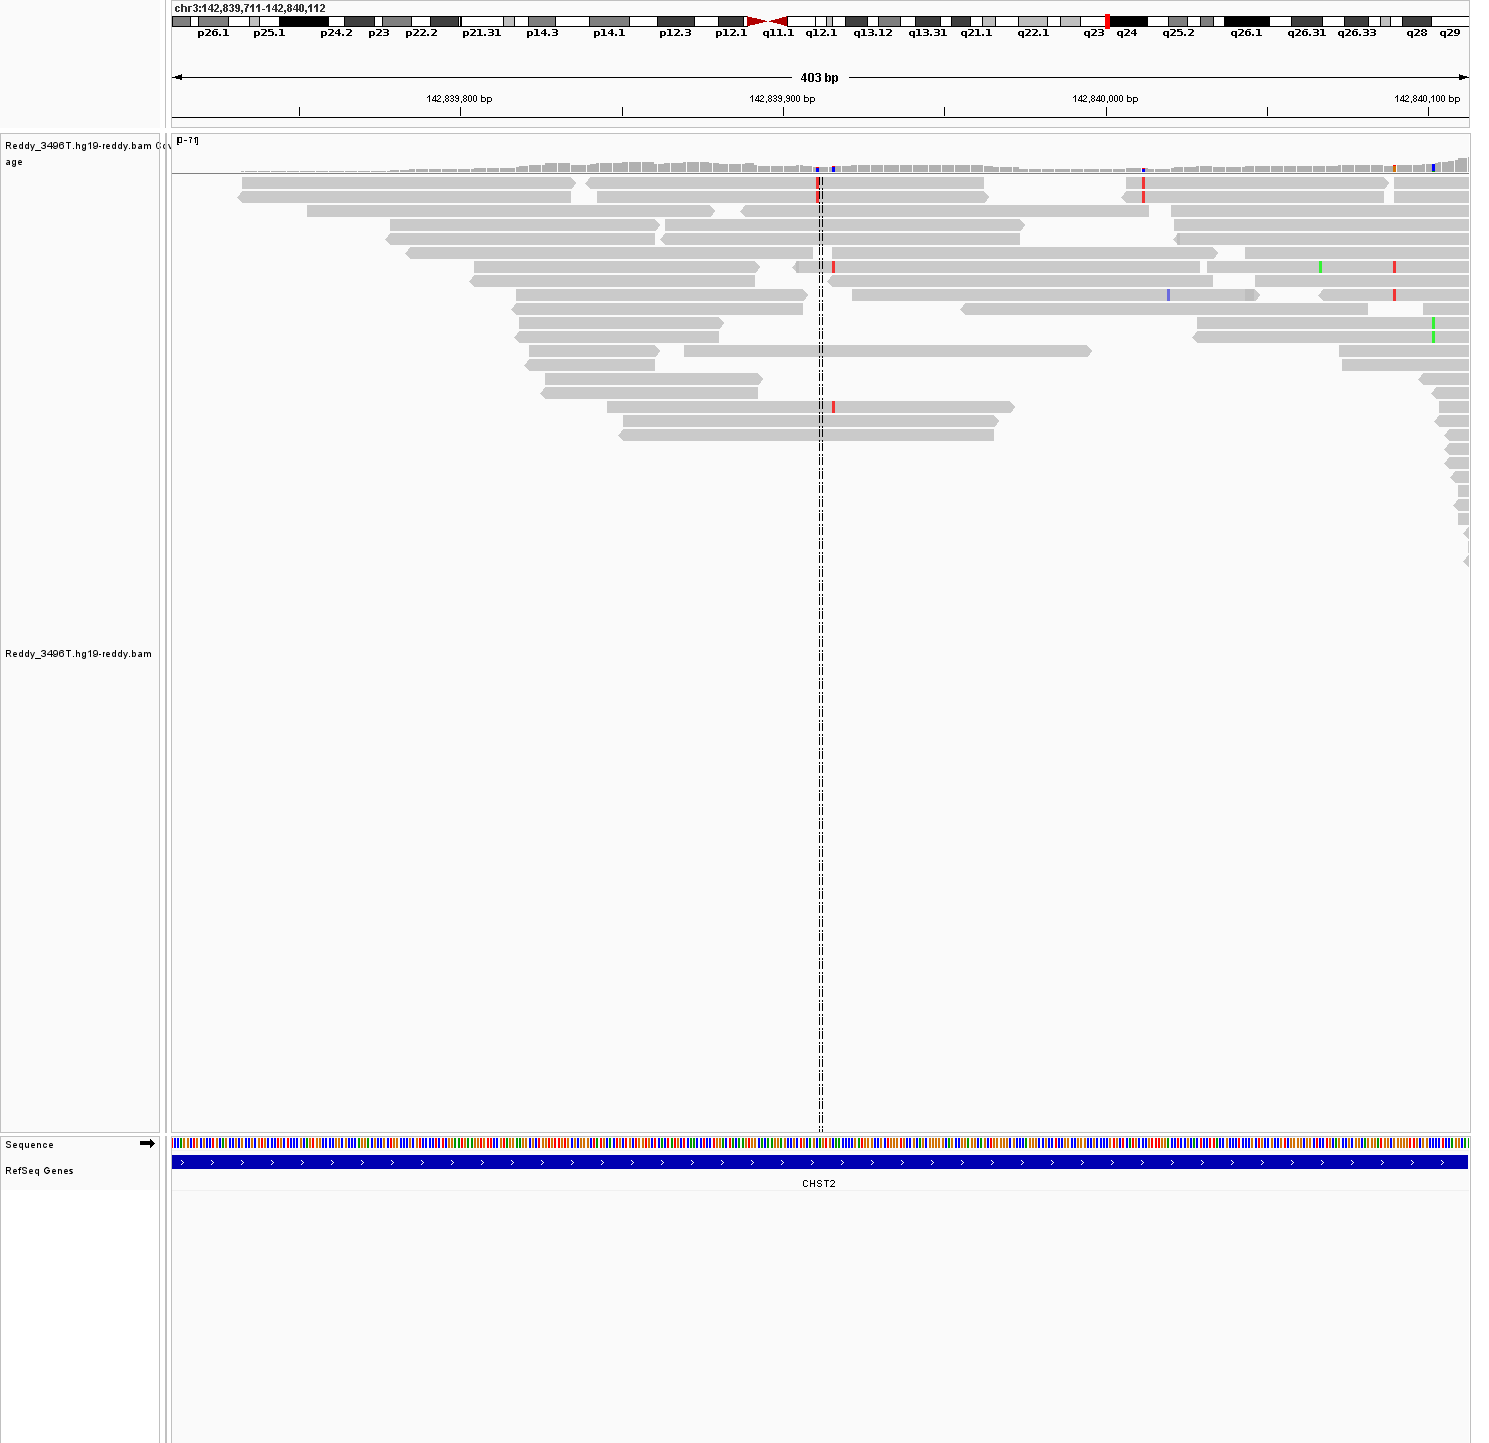 chr3:142,839,711-142,840,112
p26.1 p25.1 p24.2 p23 p22.2 p21.31 p14.3 p14.1 p12.3 p12.1 q11.1 q12.1 q13.12 q13.31 q21.1 q22.1 q23 q24 q25.2 q26.1 q26.31 q26.33 q28 q29
403 bp
142,839,800 bp 142,839,900 bp 142,840,000 bp 142,840,100 bp
[0-71]
Reddy_3496T.hg19-reddy.bam Cov
age
Reddy_3496T.hg19-reddy.bam
Sequence
RefSeq Genes
CHST2